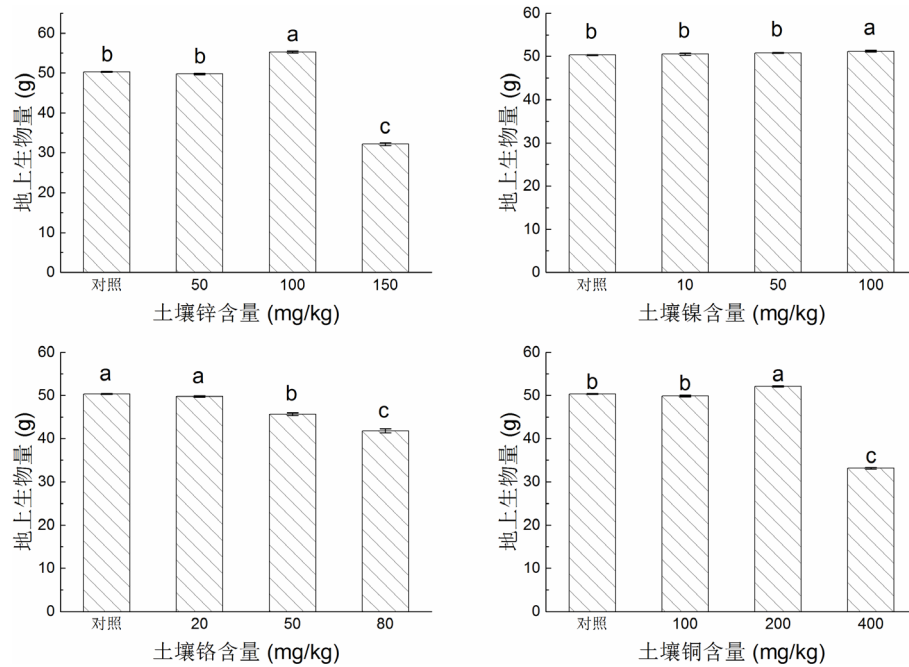 60
50
40
30
20
10
0
地上生物量 (g)
b
b
a
c
对照
50
100
150
土壤锌含量 (mg/kg)
60
50
40
30
20
10
0
地上生物量 (g)
b
b
b
a
对照
10
50
100
土壤镍含量 (mg/kg)
60
50
40
30
20
10
0
地上生物量 (g)
a
a
b
c
对照
20
50
80
土壤铬含量 (mg/kg)
60
50
40
30
20
10
0
地上生物量 (g)
b
b
a
c
对照
100
200
400
土壤铜含量 (mg/kg)